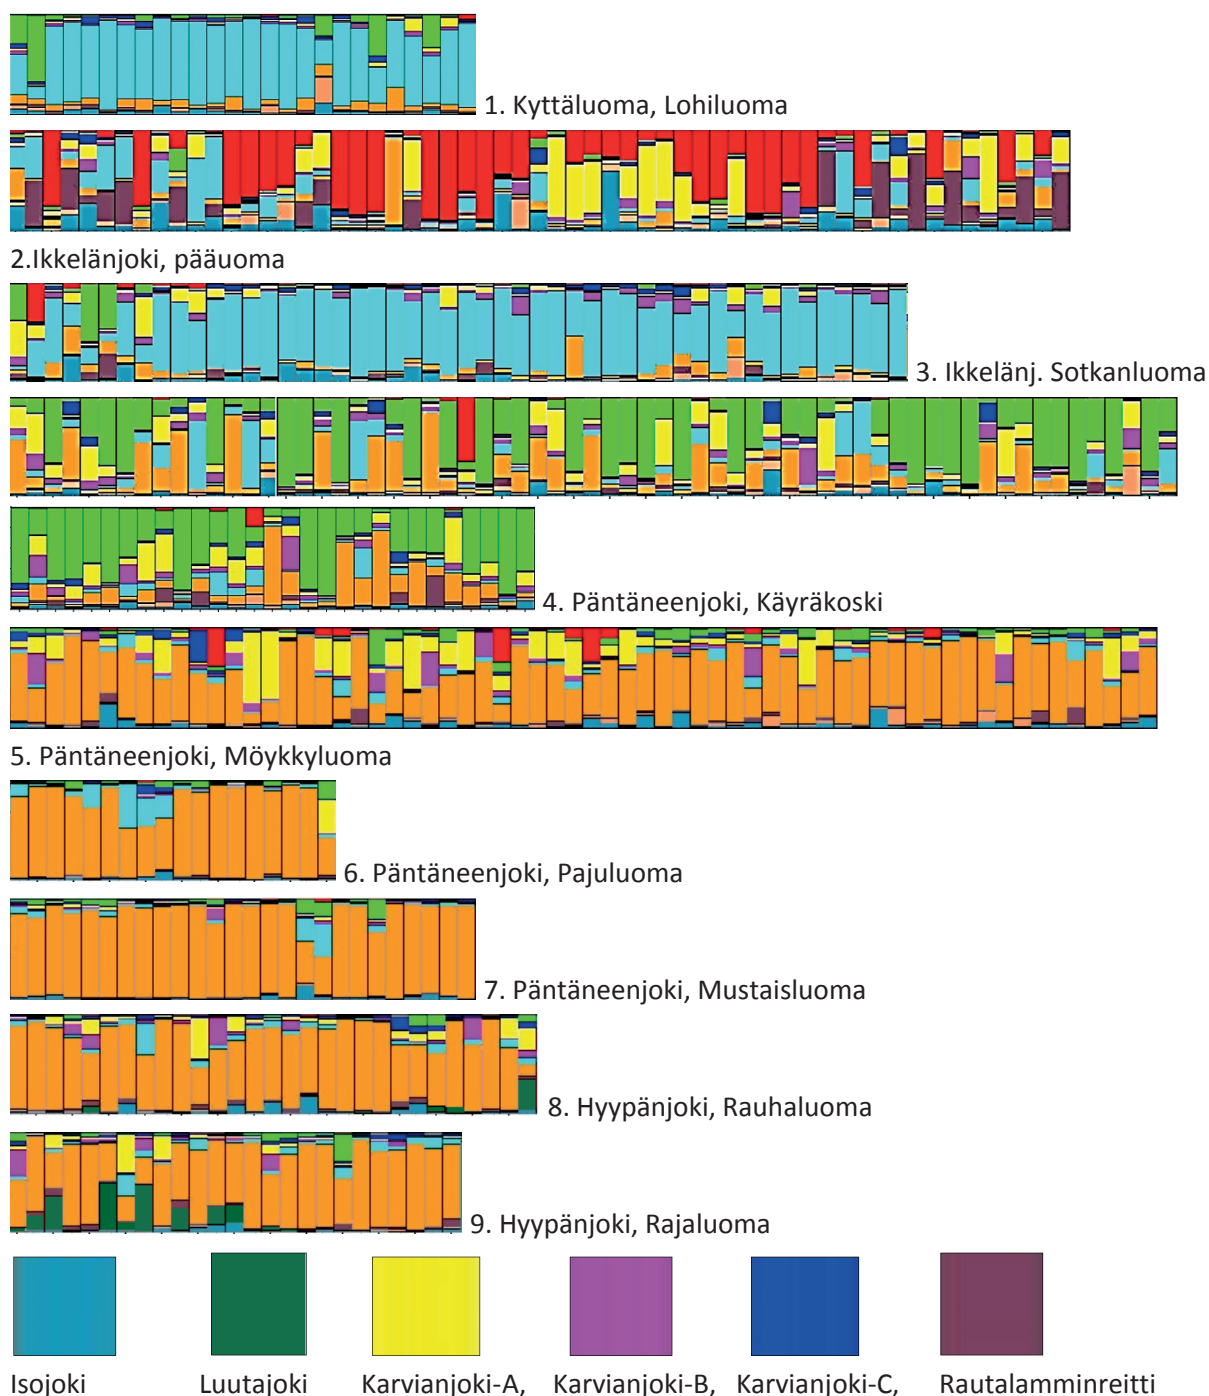 1. Kyttäluoma, Lohiluoma
2.Ikkelänjoki, pääuoma
3. Ikkelänj. Sotkanluoma
4. Päntäneenjoki, Käyräkoski
5. Päntäneenjoki, Möykkyluoma
6. Päntäneenjoki, Pajuluoma
7. Päntäneenjoki, Mustaisluoma
8. Hyypänjoki, Rauhaluoma
9. Hyypänjoki, Rajaluoma
Isojoki Luutajoki Karvianjoki-A, Karvianjoki-B, Karvianjoki-C, Rautalamminreitti